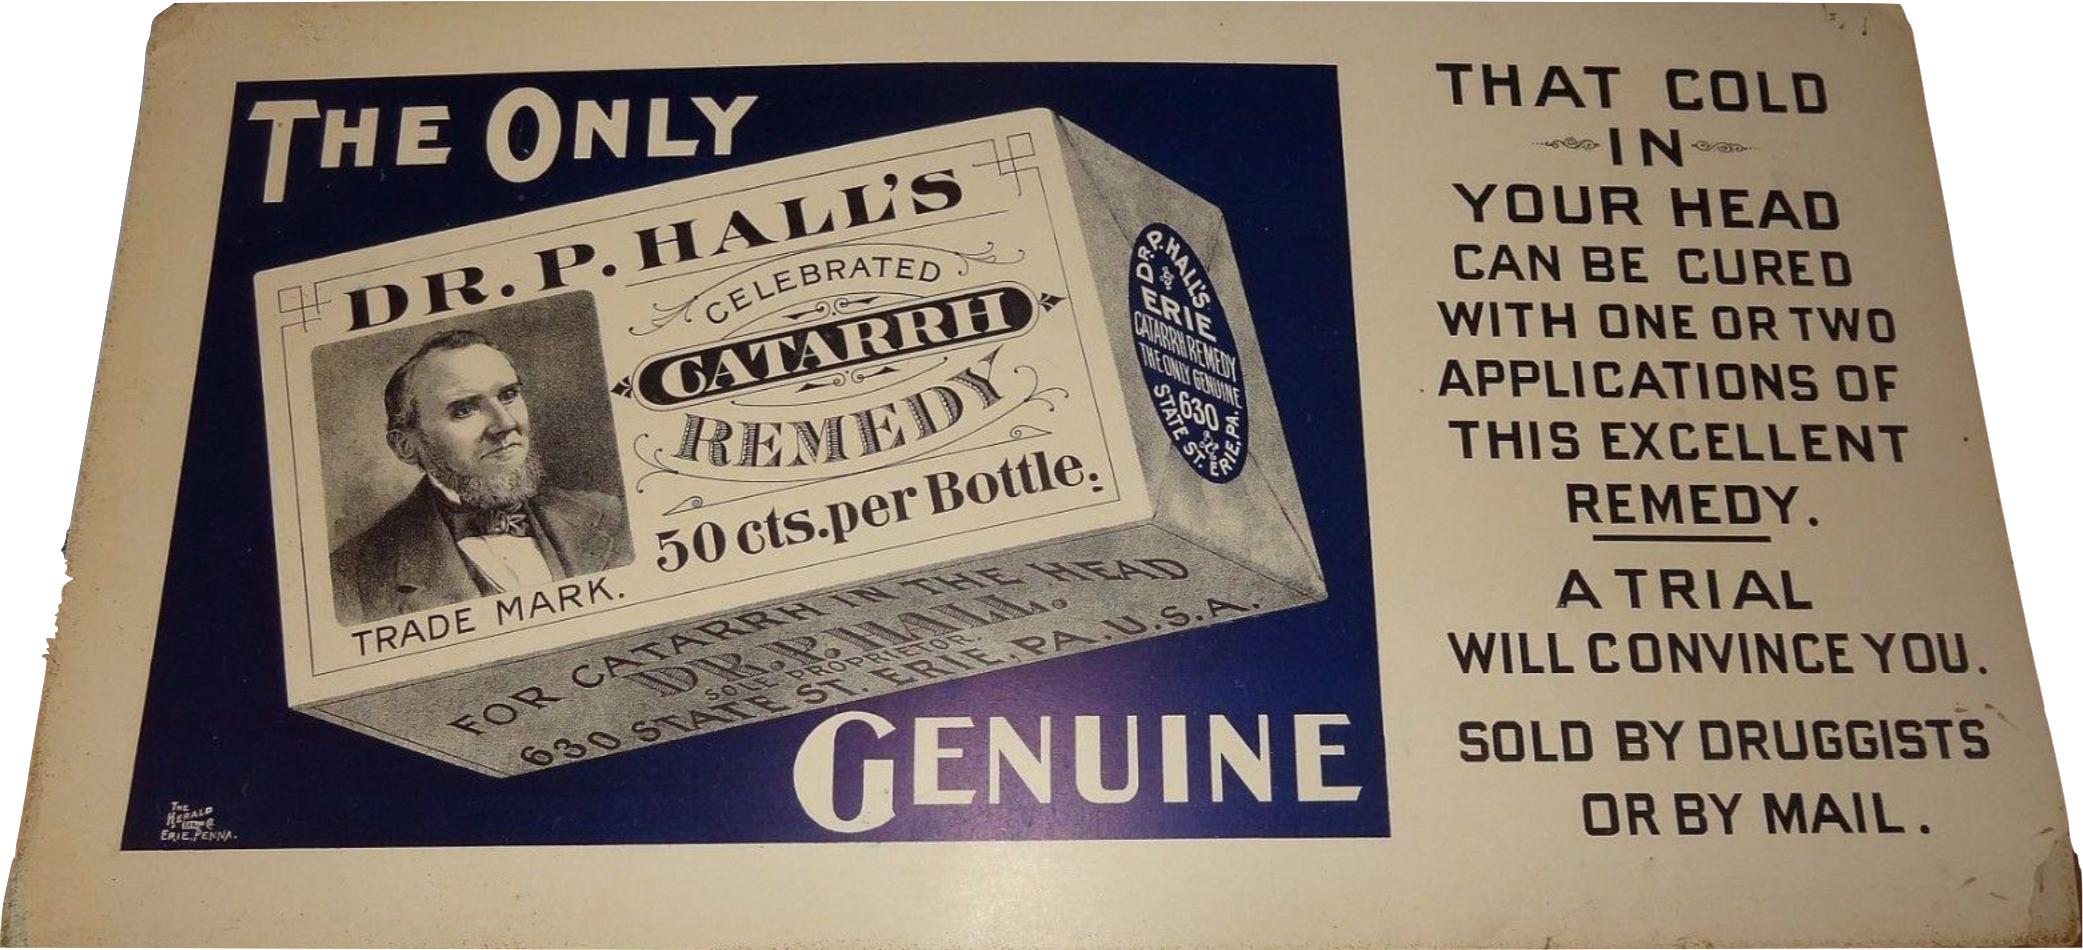 THE ONLY
DR. P. HALL'S
CELEBRATED
CATARRH
REMEDY
50 cts. per Bottle.
TRADE MARK.
FOR CATARRH IN THE HEAD
DR. P. HALL.
SOLE PROPRIETOR.
630 STATE ST. ERIE, PA. U.S.A.
DR. P. HALL'S
ERIE
CATARRH REMEDY
THE ONLY GENUINE
630
STATE ST. ERIE, PA.
GENUINE
THE
HERALD
ERIE, PENNA.
THAT COLD
IN
YOUR HEAD
CAN BE CURED
WITH ONE OR TWO
APPLICATIONS OF
THIS EXCELLENT
REMEDY.
A TRIAL
WILL CONVINCE YOU.
SOLD BY DRUGGISTS
OR BY MAIL.